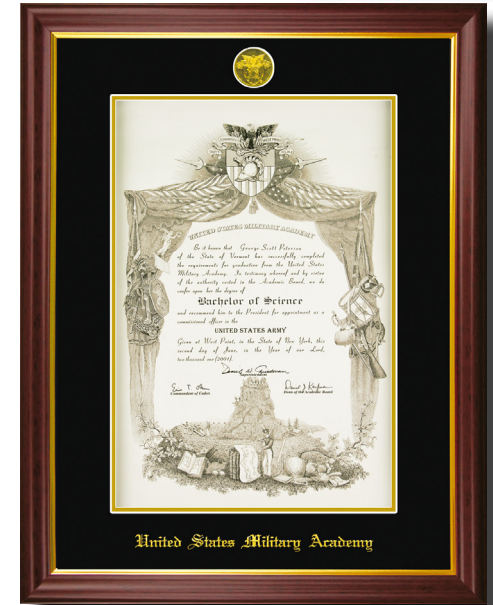 UNITED STATES MILITARY ACADEMY
Be it known that George Scott Peterson
of the State of Vermont has successfully completed
the requirements for graduation from the United States
Military Academy. In testimony whereof and by virtue
of the authority vested in the Academic Board, we do
confer upon him the degree of
Bachelor of Science
and recommend him to the President for appointment as a
commissioned officer in the
UNITED STATES ARMY
Given at West Point, in the State of New York, this
second day of June, in the Year of our Lord,
two thousand one (2001).
Superintendent
Commandant of Cadets
Dean of the Academic Board
United States Military Academy